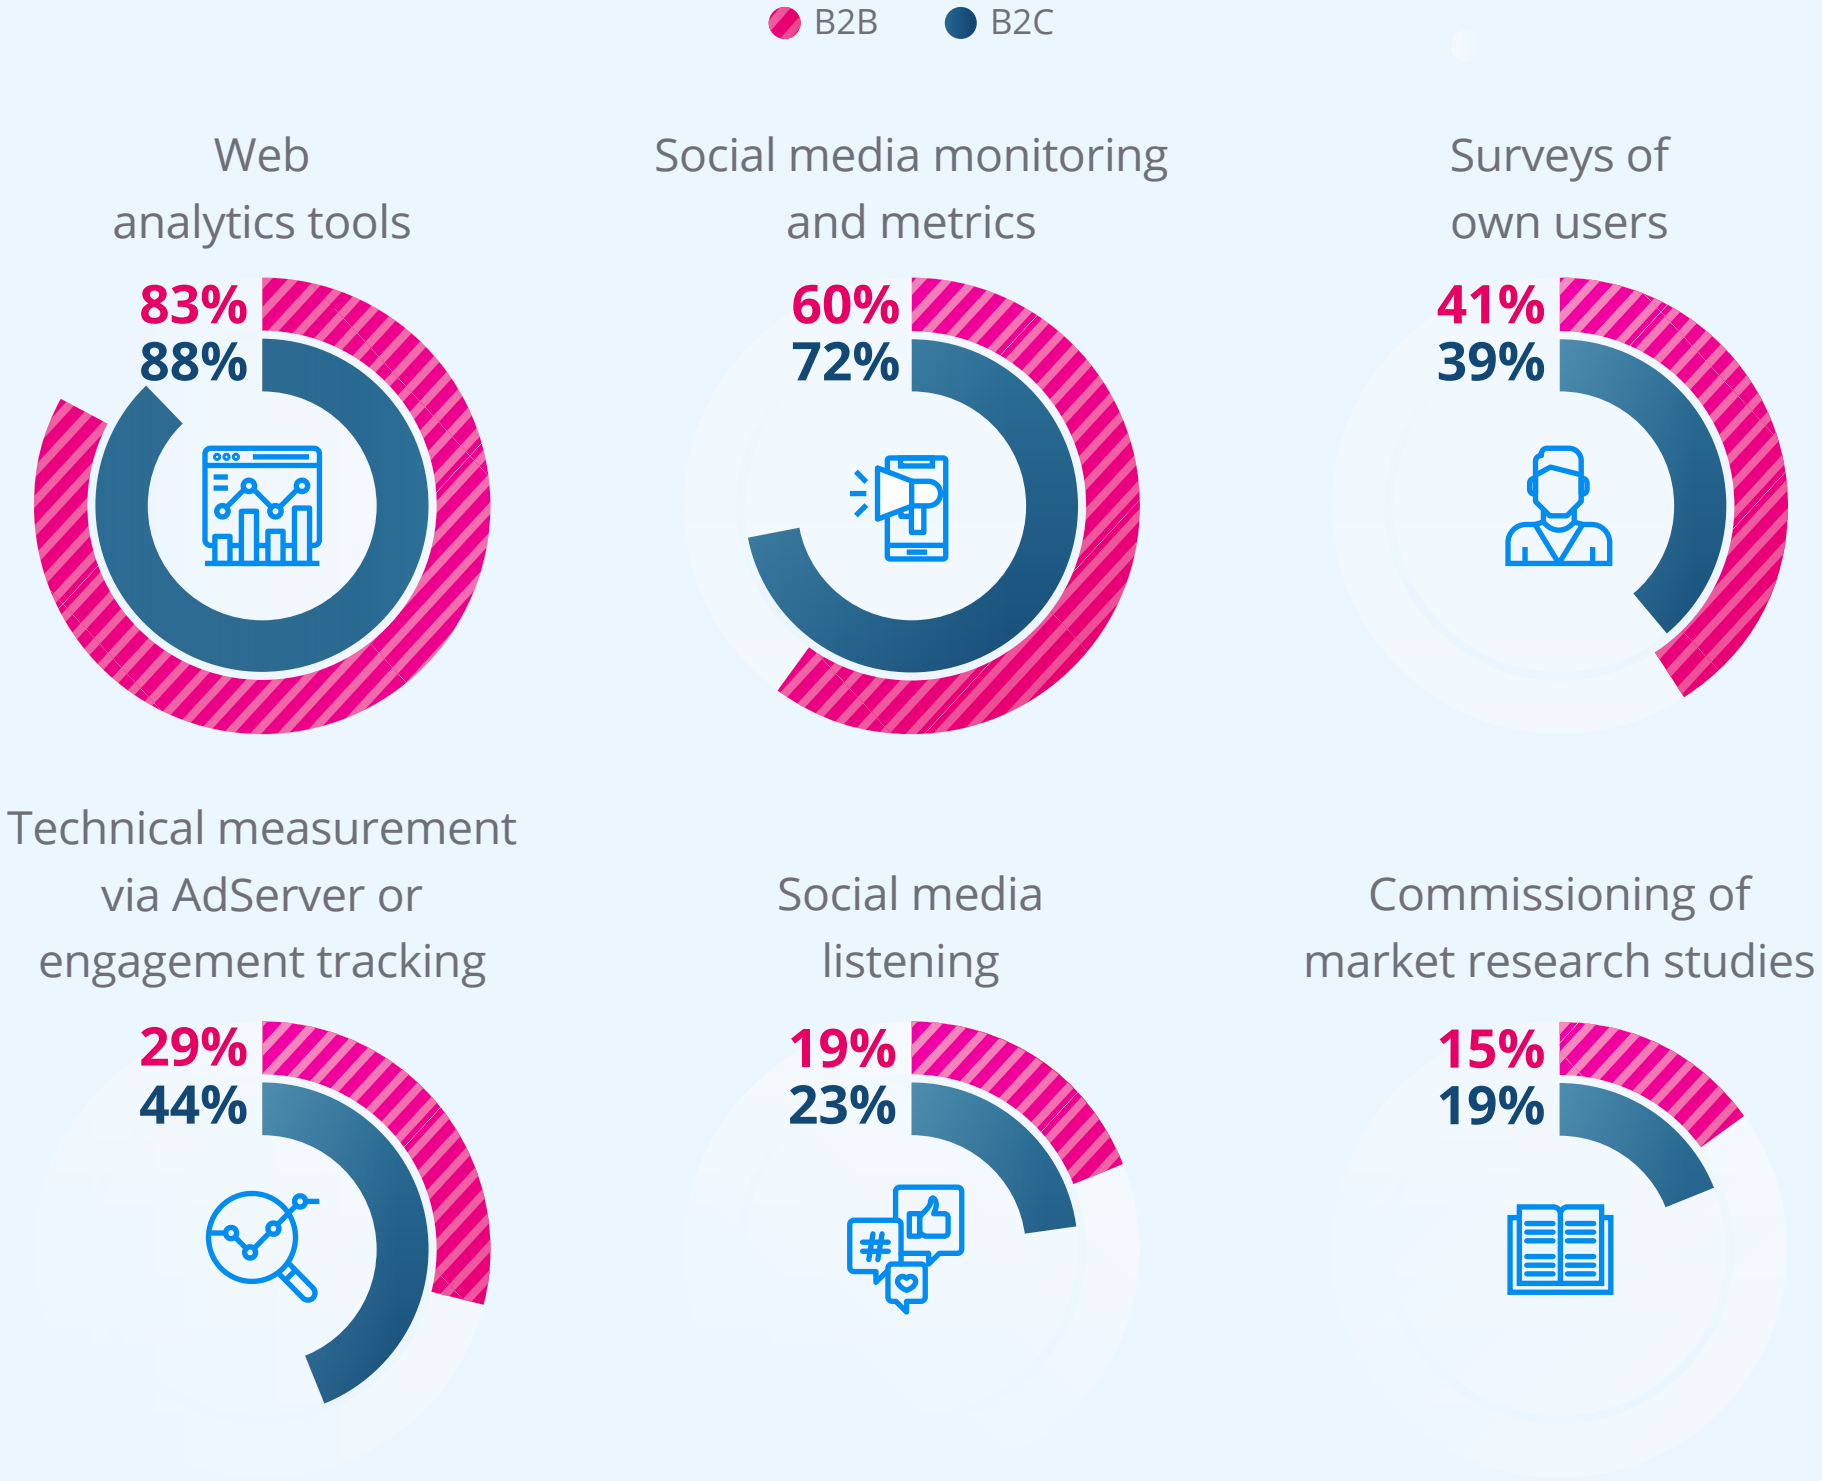 B2B
B2C
Web
analytics tools
83%
88%
Social media monitoring
and metrics
60%
72%
Surveys of
own users
41%
39%
Technical measurement
via AdServer or
engagement tracking
29%
44%
Social media
listening
19%
23%
Commissioning of
market research studies
15%
19%
#